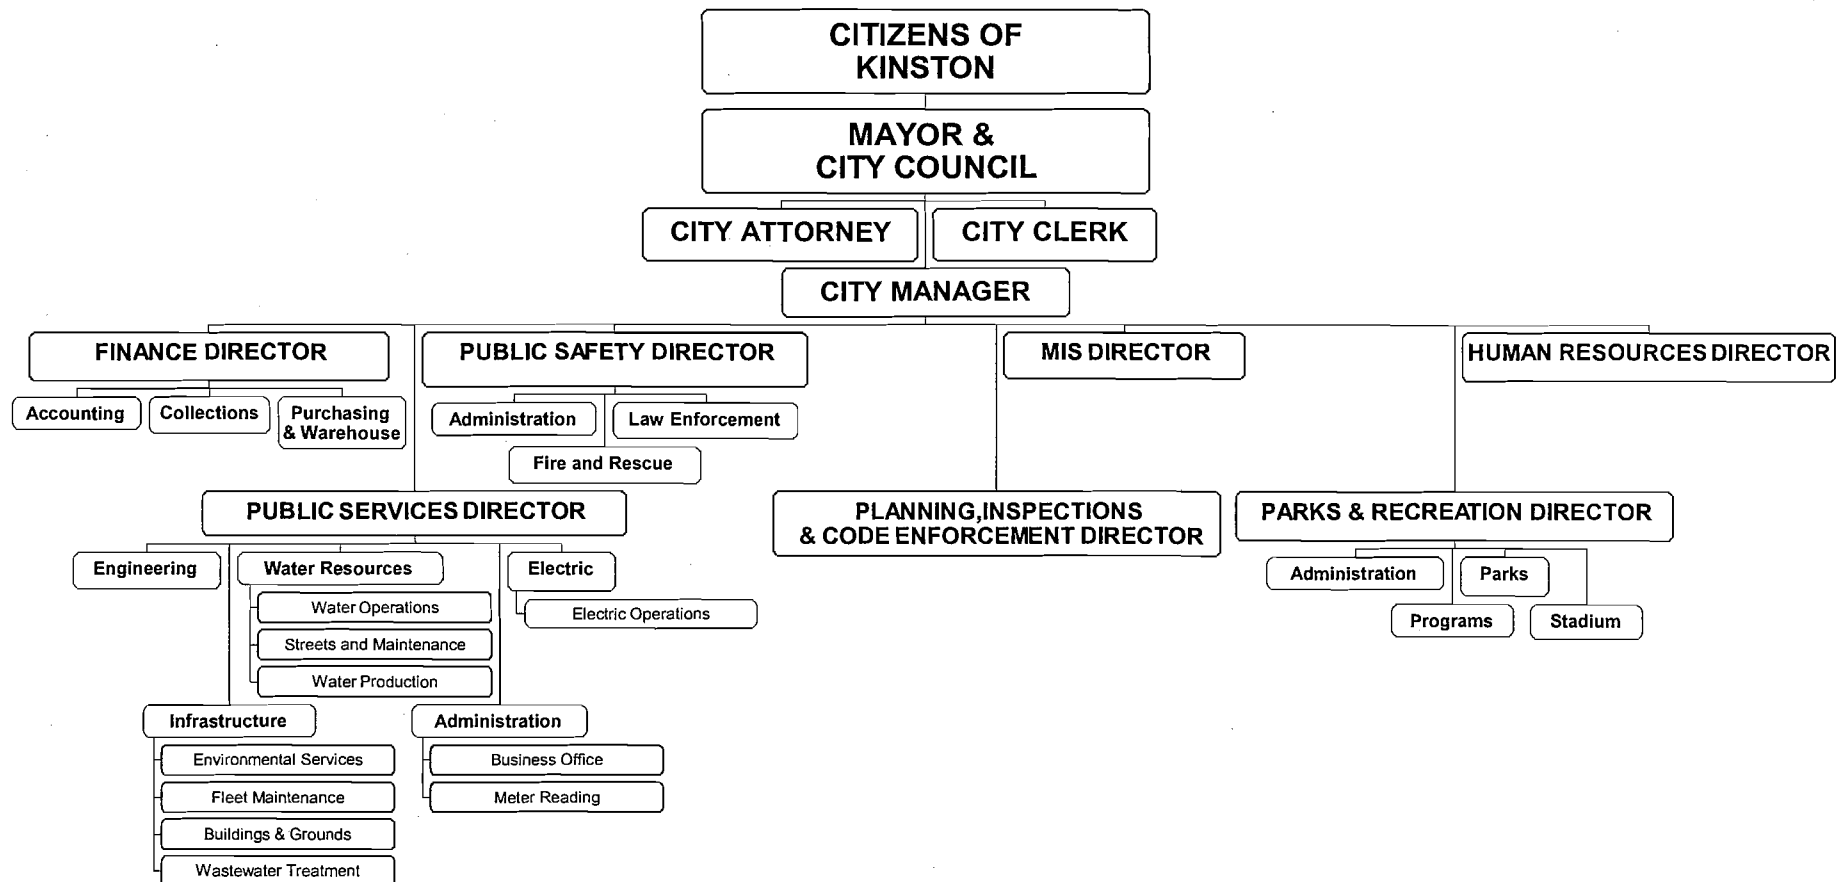 CITIZENS OF
KINSTON
MAYOR &
CITY COUNCIL
CITY ATTORNEY
CITY CLERK
CITY MANAGER
FINANCE DIRECTOR
PUBLIC SAFETY DIRECTOR
MIS DIRECTOR
HUMAN RESOURCES DIRECTOR
Accounting
Collections
Purchasing
& Warehouse
Administration
Law Enforcement
Fire and Rescue
PUBLIC SERVICES DIRECTOR
PLANNING,INSPECTIONS
& CODE ENFORCEMENT DIRECTOR
PARKS & RECREATION DIRECTOR
Engineering
Water Resources
Electric
Administration
Parks
Water Operations
Electric Operations
Programs
Stadium
Streets and Maintenance
Water Production
Infrastructure
Administration
Environmental Services
Business Office
Fleet Maintenance
Meter Reading
Buildings & Grounds
Wastewater Treatment